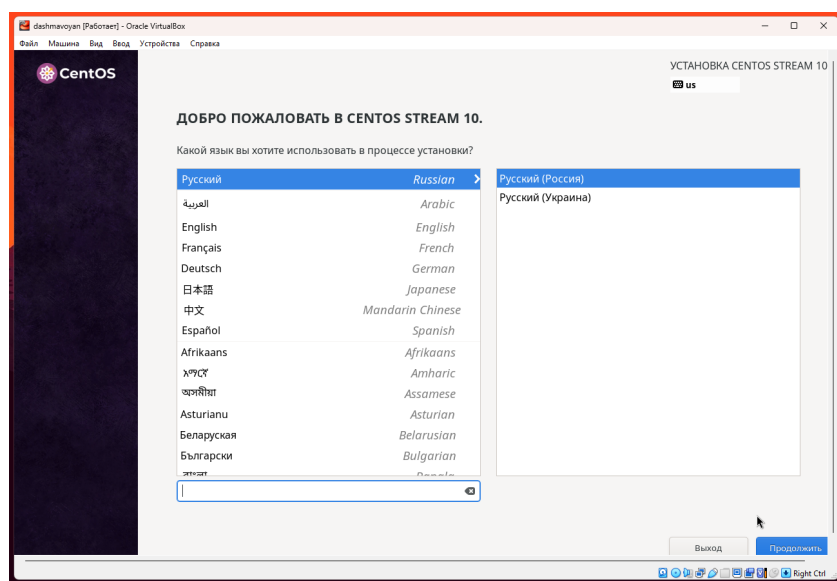 dashmavoyan [Работает] - Oracle VirtualBox
Файл Машина Вид Ввод Устройства Справка
CentOS
УСТАНОВКА CENTOS STREAM 10
us
ДОБРО ПОЖАЛОВАТЬ В CENTOS STREAM 10.
Какой язык вы хотите использовать в процессе установки?
Русский Russian
العربية Arabic
English English
Français French
Deutsch German
日本語 Japanese
中文 Mandarin Chinese
Español Spanish
Afrikaans Afrikaans
አማርኛ Amharic
অসমীয়া Assamese
Asturianu Asturian
Беларуская Belarusian
Български Bulgarian
বাংলা Bangla
Русский (Россия)
Русский (Украина)
Выход Продолжить
Right Ctrl